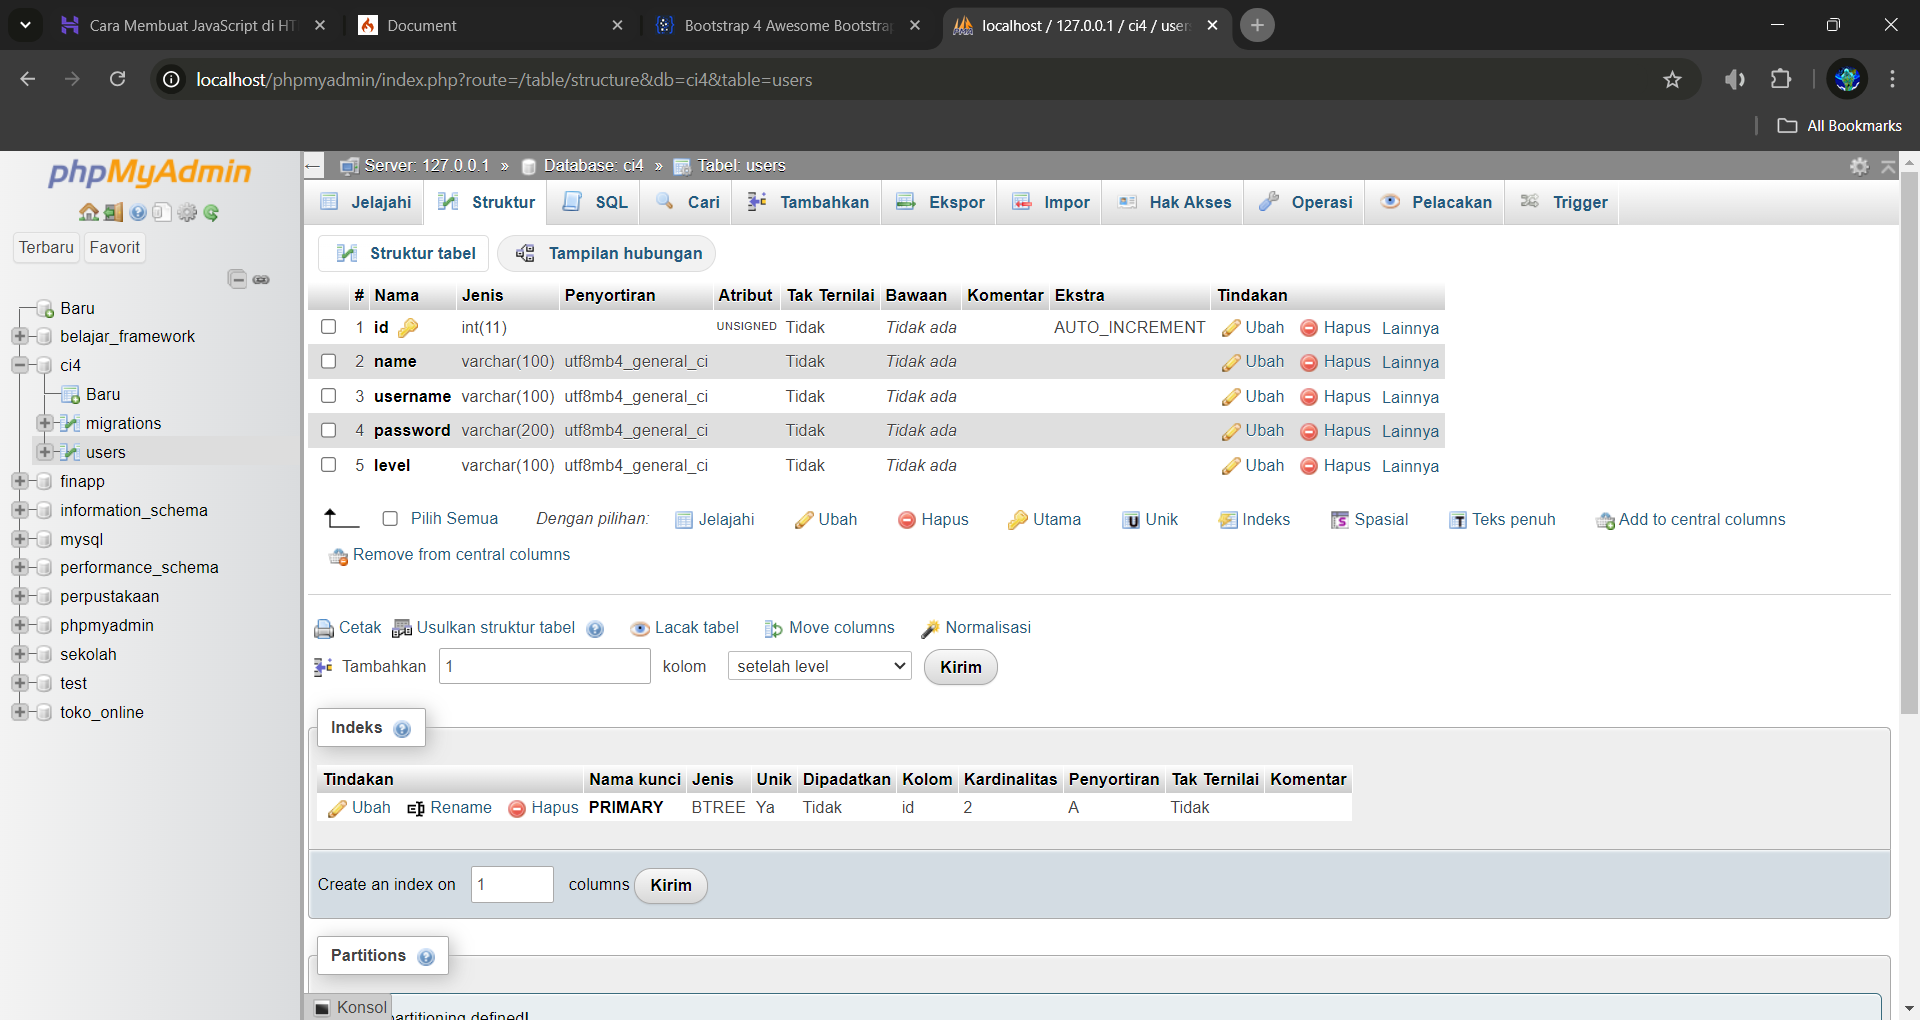 Cara Membuat JavaScript di HT
Document
Bootstrap 4 Awesome Bootstra
localhost / 127.0.0.1 / ci4 / user
localhost/phpmyadmin/index.php?route=/table/structure&db=ci4&table=users
All Bookmarks
phpMyAdmin
Terbaru Favorit
Baru
belajar_framework
ci4
Baru
migrations
users
finapp
information_schema
mysql
performance_schema
perpustakaan
phpmyadmin
sekolah
test
toko_online
Server: 127.0.0.1 » Database: ci4 » Tabel: users
Jelajahi Struktur SQL Cari Tambahkan Ekspor Impor Hak Akses Operasi Pelacakan Trigger
Struktur tabel Tampilan hubungan
# Nama Jenis Penyortiran Atribut Tak Ternilai Bawaan Komentar Ekstra Tindakan
1 id int(11) UNSIGNED Tidak Tidak ada AUTO_INCREMENT Ubah Hapus Lainnya
2 name varchar(100) utf8mb4_general_ci Tidak Tidak ada Ubah Hapus Lainnya
3 username varchar(100) utf8mb4_general_ci Tidak Tidak ada Ubah Hapus Lainnya
4 password varchar(200) utf8mb4_general_ci Tidak Tidak ada Ubah Hapus Lainnya
5 level varchar(100) utf8mb4_general_ci Tidak Tidak ada Ubah Hapus Lainnya
Pilih Semua Dengan pilihan: Jelajahi Ubah Hapus Utama Unik Indeks Spasial Teks penuh Add to central columns
Remove from central columns
Cetak Usulkan struktur tabel Lacak tabel Move columns Normalisasi
Tambahkan 1 kolom setelah level Kirim
Indeks
Tindakan Nama kunci Jenis Unik Dipadatkan Kolom Kardinalitas Penyortiran Tak Ternilai Komentar
Ubah Rename Hapus PRIMARY BTREE Ya Tidak id 2 A Tidak
Create an index on 1 columns Kirim
Partitions
Konsol
artitioning defined!